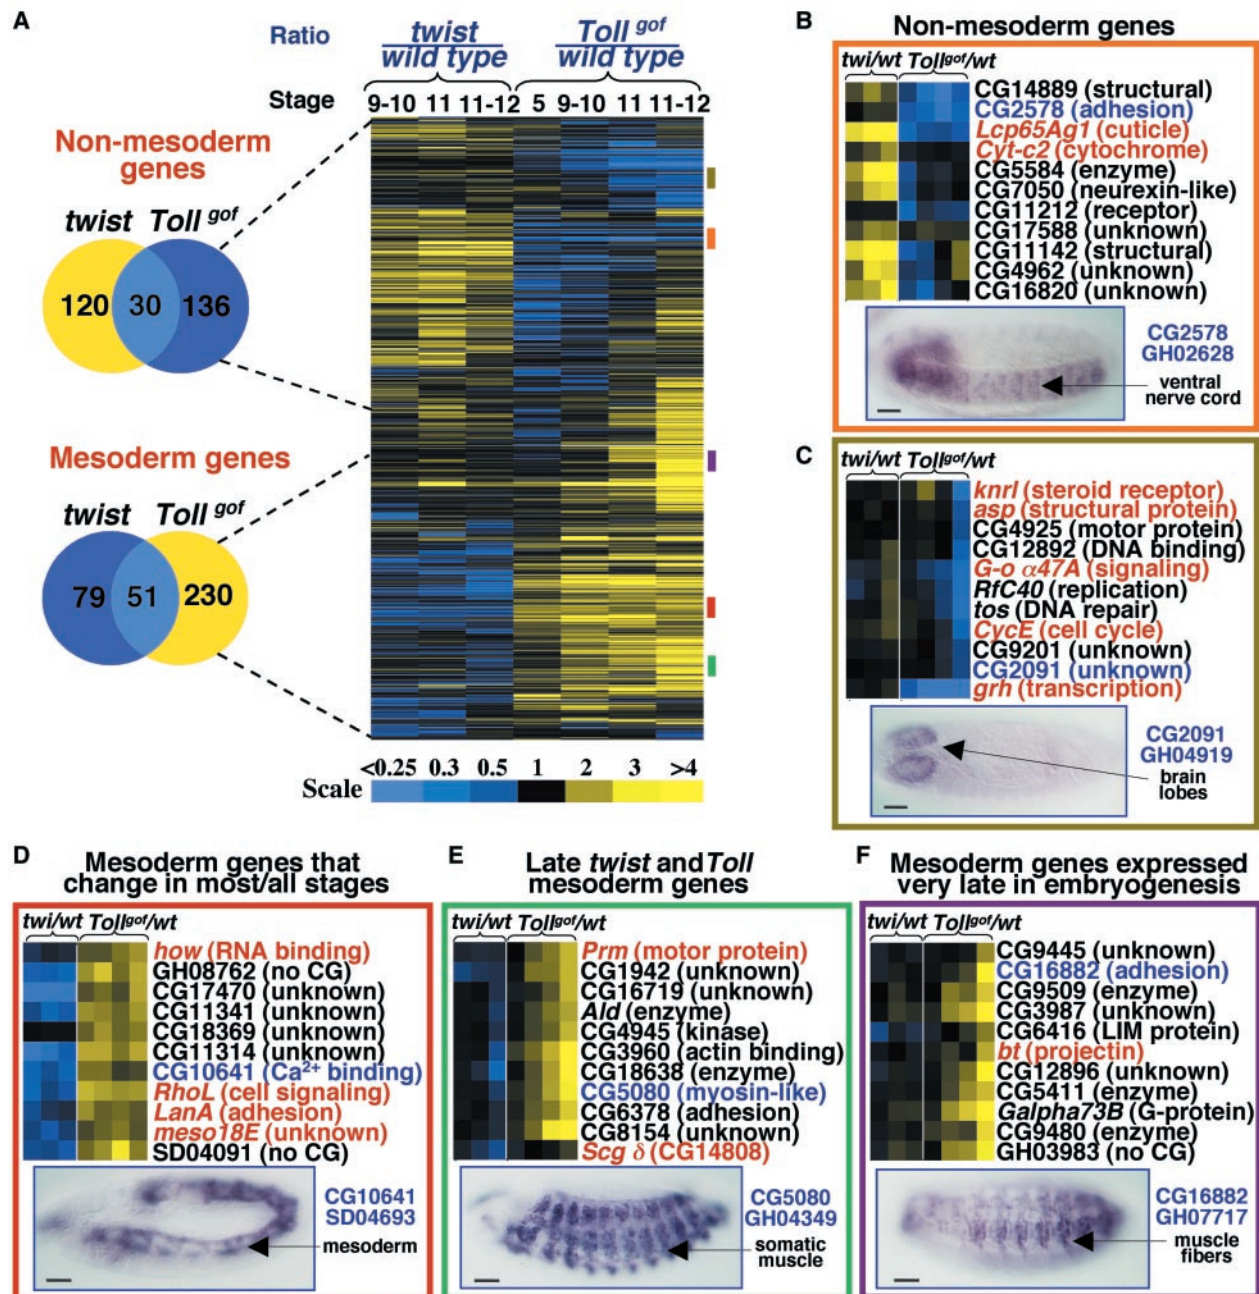 A
Ratio
twist
wild type
Toll gof
wild type
Stage
9-10 11 11-12 5 9-10 11 11-12
Non-mesoderm
genes
twist Toll gof
120 30 136
Mesoderm genes
twist Toll gof
79 51 230
<0.25 0.3 0.5 1 2 3 >4
Scale
B
Non-mesoderm genes
twi/wt Tollgof/wt
CG14889 (structural)
CG2578 (adhesion)
Lcp65Ag1 (cuticle)
Cyt-c2 (cytochrome)
CG5584 (enzyme)
CG7050 (neurexin-like)
CG11212 (receptor)
CG17588 (unknown)
CG11142 (structural)
CG4962 (unknown)
CG16820 (unknown)
CG2578
GH02628
ventral
nerve cord
C
twi/wt Tollgof/wt
knrl (steroid receptor)
asp (structural protein)
CG4925 (motor protein)
CG12892 (DNA binding)
G-o α47A (signaling)
RfC40 (replication)
tos (DNA repair)
CycE (cell cycle)
CG9201 (unknown)
CG2091 (unknown)
grh (transcription)
CG2091
GH04919
brain
lobes
D
Mesoderm genes that
change in most/all stages
twi/wt Tollgof/wt
how (RNA binding)
GH08762 (no CG)
CG17470 (unknown)
CG11341 (unknown)
CG18369 (unknown)
CG11314 (unknown)
CG10641 (Ca2+ binding)
RhoL (cell signaling)
LanA (adhesion)
meso18E (unknown)
SD04091 (no CG)
CG10641
SD04693
mesoderm
E
Late twist and Toll
mesoderm genes
twi/wt Tollgof/wt
Prm (motor protein)
CG1942 (unknown)
CG16719 (unknown)
Ald (enzyme)
CG4945 (kinase)
CG3960 (actin binding)
CG18638 (enzyme)
CG5080 (myosin-like)
CG6378 (adhesion)
CG8154 (unknown)
Scg δ (CG14808)
CG5080
GH04349
somatic
muscle
F
Mesoderm genes expressed
very late in embryogenesis
twi/wt Tollgof/wt
CG9445 (unknown)
CG16882 (adhesion)
CG9509 (enzyme)
CG3987 (unknown)
CG6416 (LIM protein)
bt (projectin)
CG12896 (unknown)
CG5411 (enzyme)
Galpha73B (G-protein)
CG9480 (enzyme)
GH03983 (no CG)
CG16882
GH07717
muscle
fibers